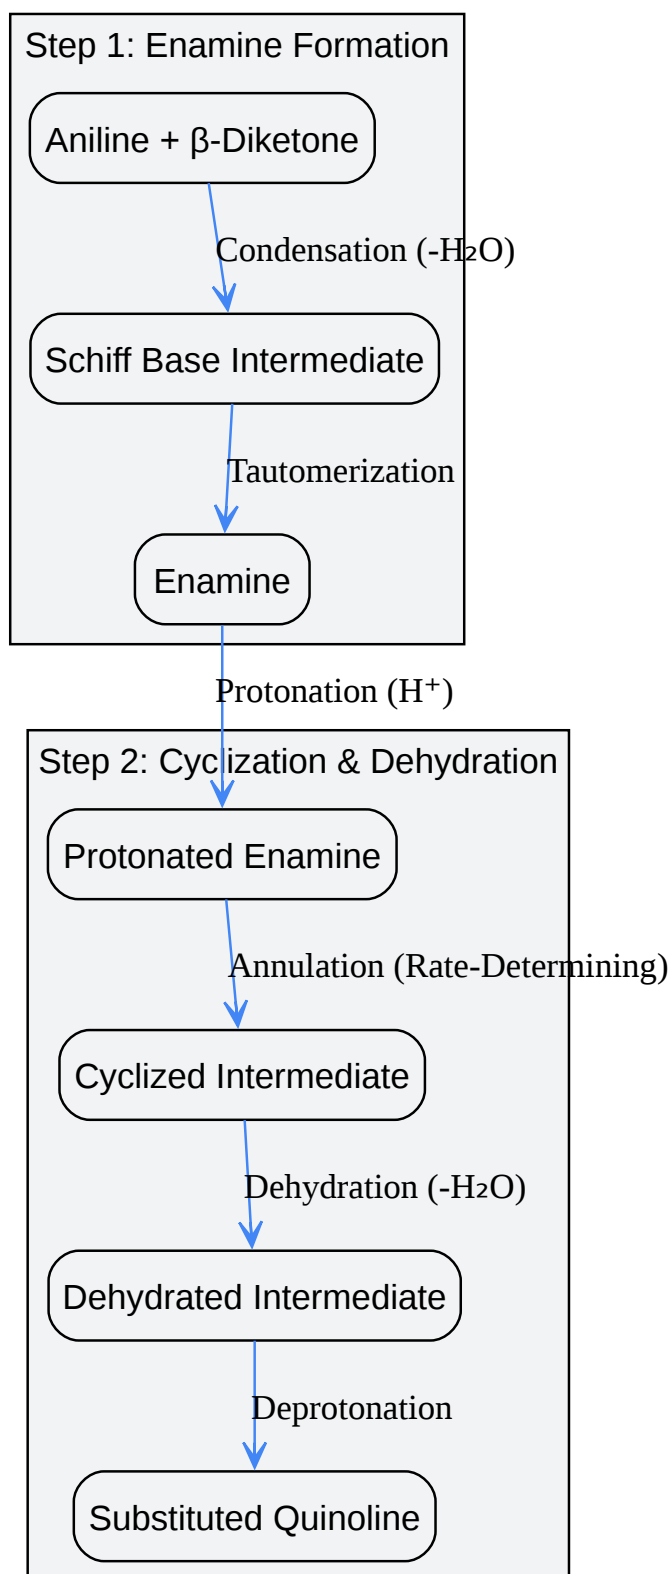 Step 1: Enamine Formation
Aniline + β-Diketone
Condensation (-H₂O)
Schiff Base Intermediate
Tautomerization
Enamine
Protonation (H⁺)
Step 2: Cyclization & Dehydration
Protonated Enamine
Annulation (Rate-Determining)
Cyclized Intermediate
Dehydration (-H₂O)
Dehydrated Intermediate
Deprotonation
Substituted Quinoline